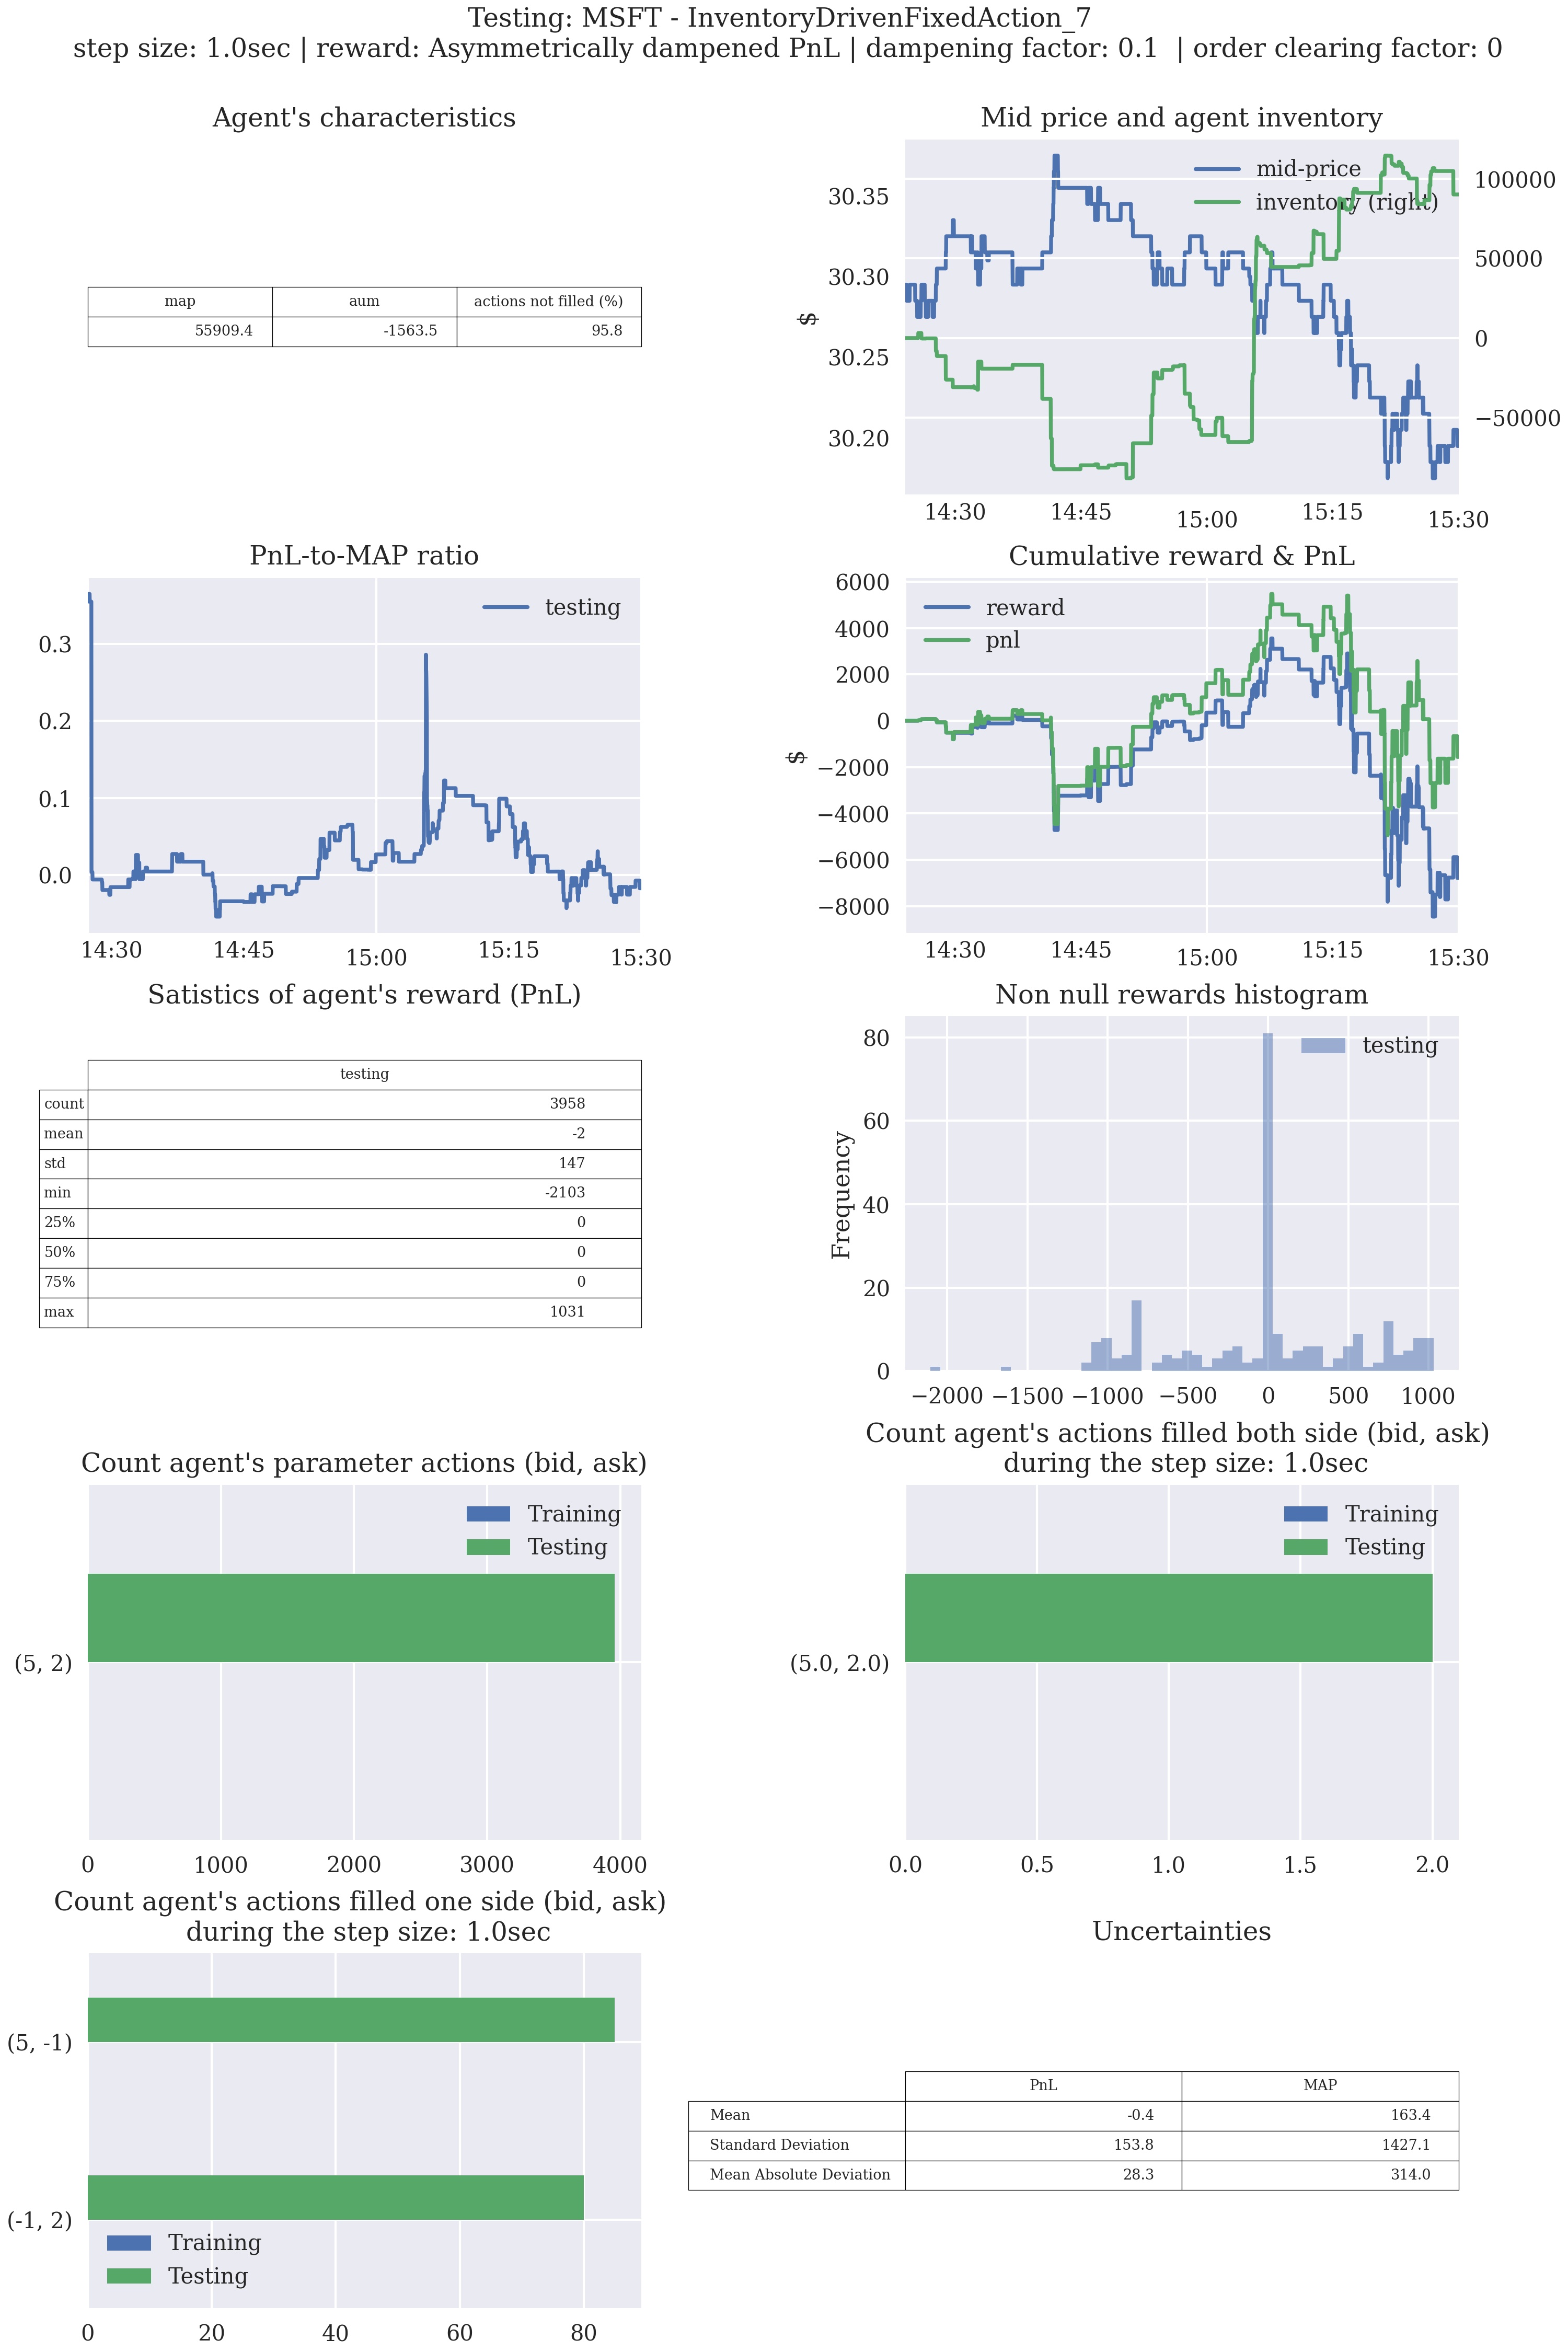 Testing: MSFT - InventoryDrivenFixedAction_7
step size: 1.0sec | reward: Asymmetrically dampened PnL | dampening factor: 0.1 | order clearing factor: 0
Agent's characteristics
map aum actions not filled (%)
55909.4 -1563.5 95.8
Mid price and agent inventory
mid-price
inventory (right)
$
30.35
30.30
30.25
30.20
100000
50000
0
−50000
14:30 14:45 15:00 15:15 15:30
PnL-to-MAP ratio
testing
0.3
0.2
0.1
0.0
14:30 14:45 15:00 15:15 15:30
Cumulative reward & PnL
reward
pnl
$
6000
4000
2000
0
−2000
−4000
−6000
−8000
14:30 14:45 15:00 15:15 15:30
Satistics of agent's reward (PnL)
testing
count 3958
mean -2
std 147
min -2103
25% 0
50% 0
75% 0
max 1031
Non null rewards histogram
testing
Frequency
80
60
40
20
0
−2000 −1500 −1000 −500 0 500 1000
Count agent's parameter actions (bid, ask)
Training
Testing
(5, 2)
0 1000 2000 3000 4000
Count agent's actions filled both side (bid, ask)
during the step size: 1.0sec
Training
Testing
(5.0, 2.0)
0.0 0.5 1.0 1.5 2.0
Count agent's actions filled one side (bid, ask)
during the step size: 1.0sec
(5, -1)
(-1, 2)
Training
Testing
0 20 40 60 80
Uncertainties
PnL MAP
Mean -0.4 163.4
Standard Deviation 153.8 1427.1
Mean Absolute Deviation 28.3 314.0